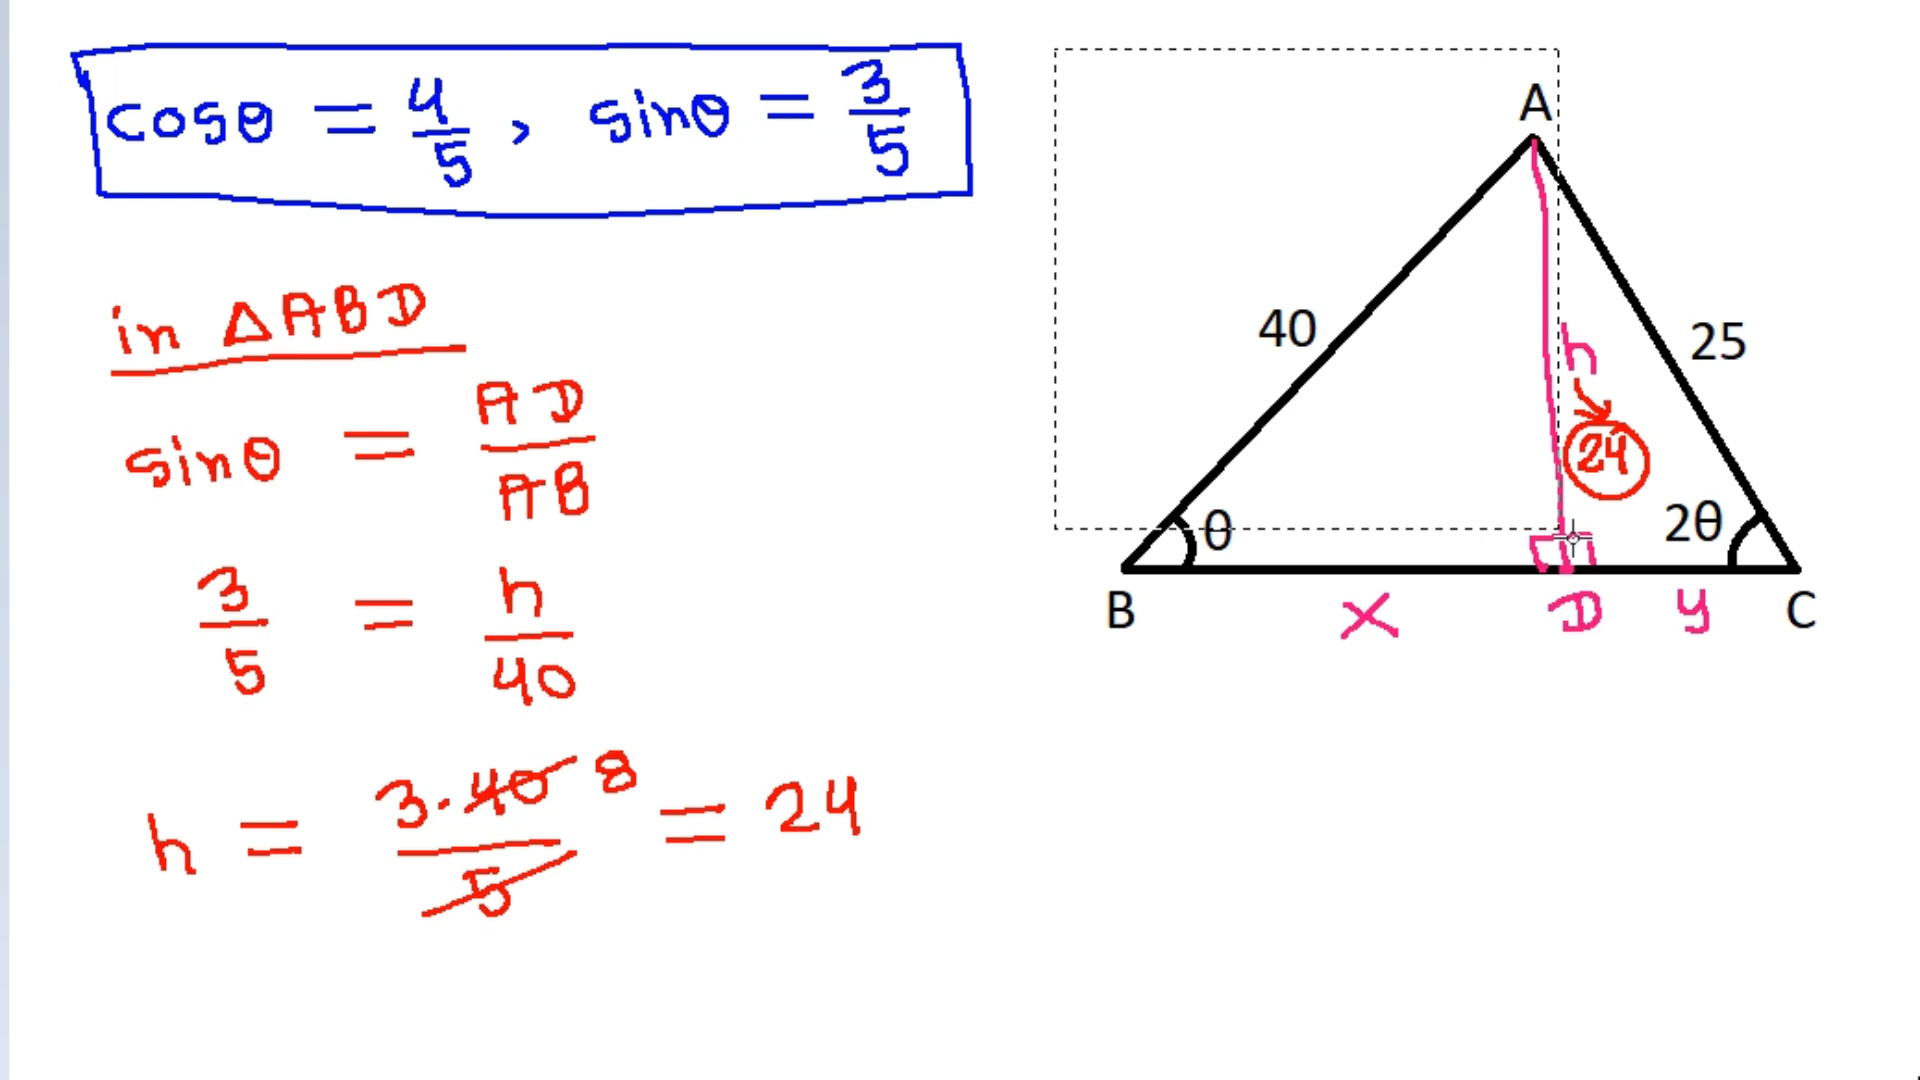 cosθ = 4/5 , sinθ = 3/5
in ΔABD
sinθ = AD/AB
3/5 = h/40
h = 3·40 8/5 = 24
A
40
25
h
24
θ
2θ
B
x
D
y
C